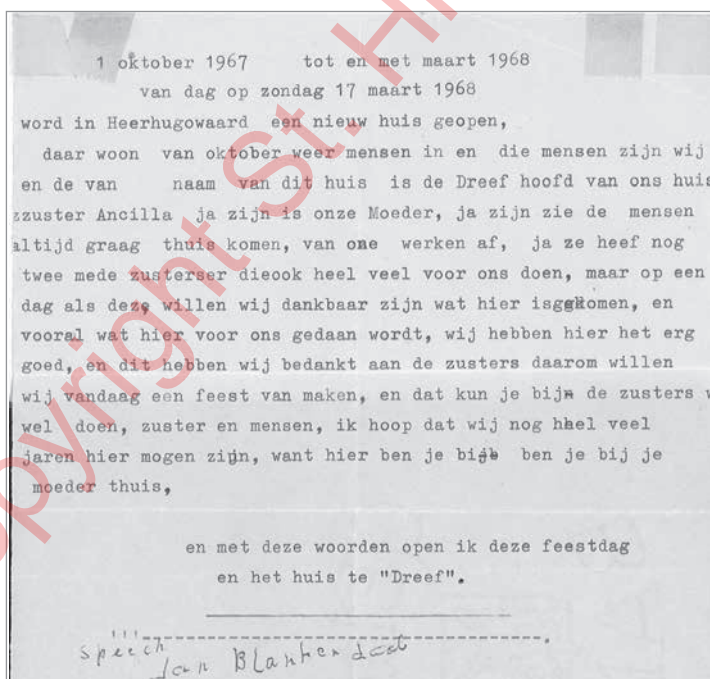 1 oktober 1967 tot en met maart 1968
van dag op zondag 17 maart 1968
word in Heerhugowaard een nieuw huis geopen,
daar woon van oktober weer mensen in en die mensen zijn wij
en de van naam van dit huis is de Dreef hoofd van ons huis
zzuster Ancilla ja zijn is onze Moeder, ja zijn zie de mensen
altijd graag thuis komen, van one werken af, ja ze heef nog
twee mede zusterser dieook heel veel voor ons doen, maar op een
dag als deze willen wij dankbaar zijn wat hier isgekomen, en
vooral wat hier voor ons gedaan wordt, wij hebben hier het erg
goed, en dit hebben wij bedankt aan de zusters daarom willen
wij vandaag een feest van maken, en dat kun je bij de zusters w
wel doen, zuster en mensen, ik hoop dat wij nog heel veel
jaren hier mogen zijn, want hier ben je bij ben je bij je
moeder thuis,
en met deze woorden open ik deze feestdag
en het huis te "Dreef".
speech
Jan Blankendaal
Copyright St. Hi